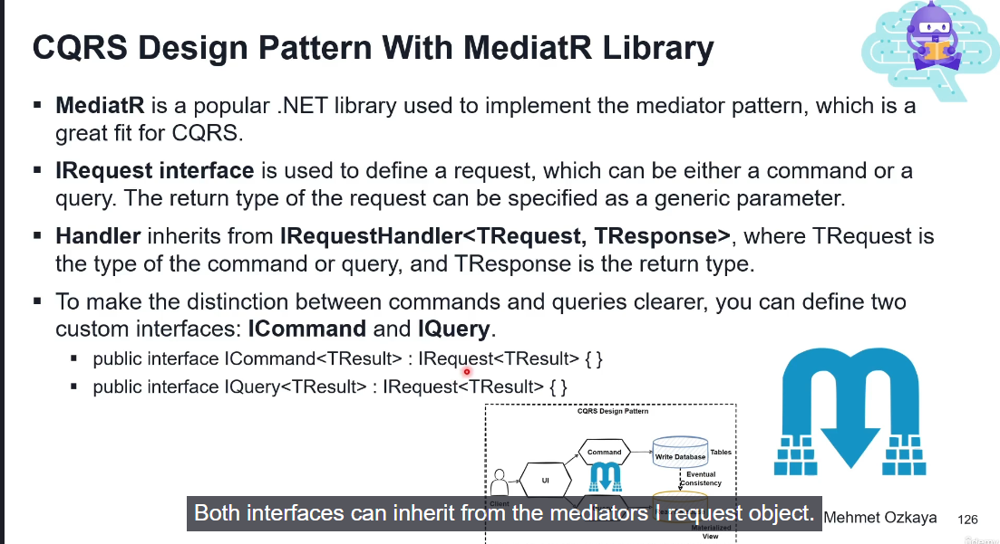 CQRS Design Pattern With MediatR Library
▪ MediatR is a popular .NET library used to implement the mediator pattern, which is a
great fit for CQRS.
▪ IRequest interface is used to define a request, which can be either a command or a
query. The return type of the request can be specified as a generic parameter.
▪ Handler inherits from IRequestHandler<TRequest, TResponse>, where TRequest is
the type of the command or query, and TResponse is the return type.
▪ To make the distinction between commands and queries clearer, you can define two
custom interfaces: ICommand and IQuery.
▪ public interface ICommand<TResult> : IRequest<TResult> { }
▪ public interface IQuery<TResult> : IRequest<TResult> { }
CQRS Design Pattern
Command
Write Database
Tables
UI
Eventual
Consistency
Client
Both interfaces can inherit from the mediators I request object.
Materialized
View
Mehmet Ozkaya
126
Udemy